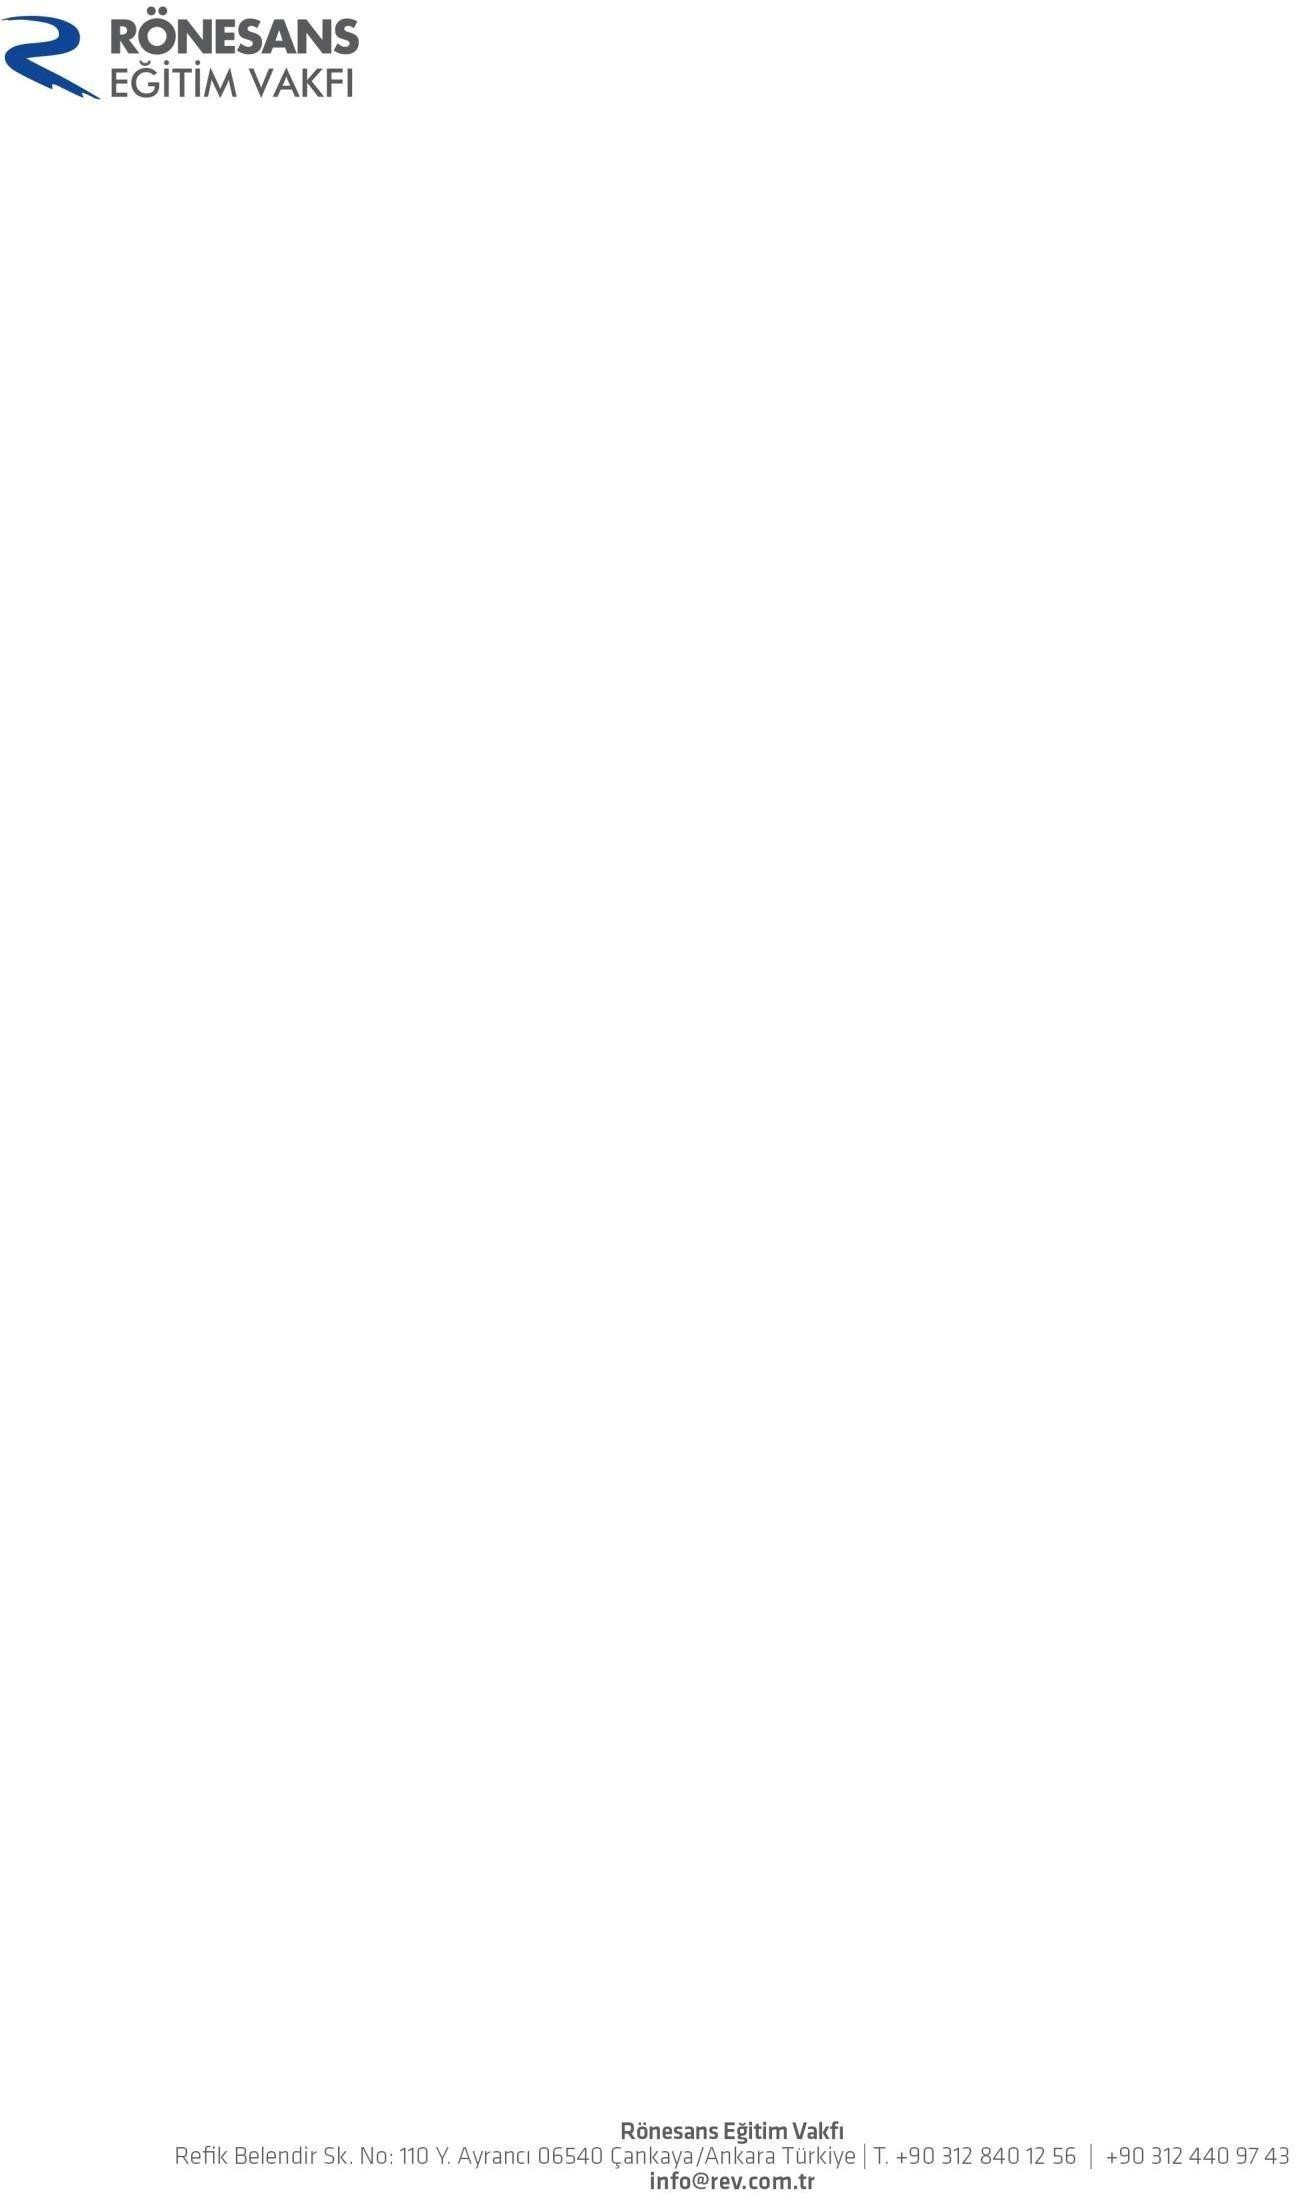 RÖNESANS
EĞİTİM VAKFI
Rönesans Eğitim Vakfı
Refik Belendir Sk. No: 110 Y. Ayrancı 06540 Çankaya/Ankara Türkiye | T. +90 312 840 12 56 | +90 312 440 97 43
info@rev.com.tr